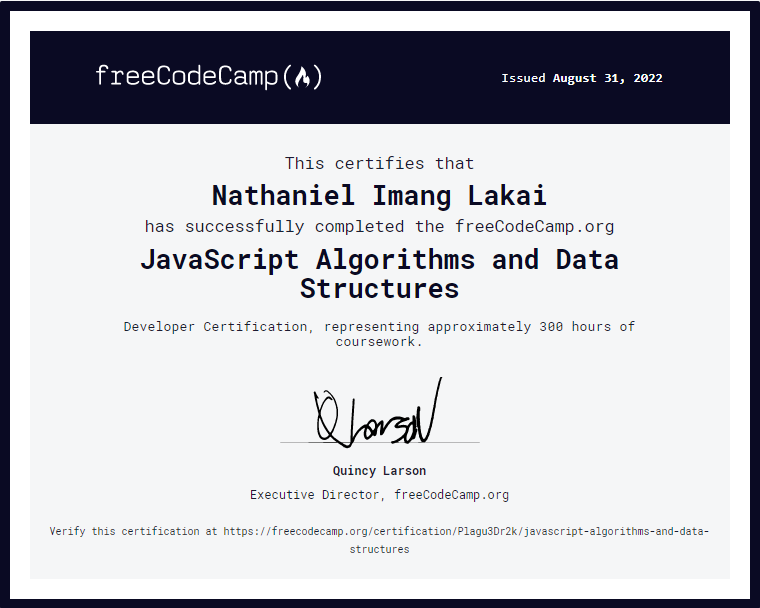 freeCodeCamp
Issued August 31, 2022
This certifies that
Nathaniel Imang Lakai
has successfully completed the freeCodeCamp.org
JavaScript Algorithms and Data
Structures
Developer Certification, representing approximately 300 hours of
coursework.
Q Larson
Quincy Larson
Executive Director, freeCodeCamp.org
Verify this certification at https://freecodecamp.org/certification/Plagu3Dr2k/javascript-algorithms-and-data-
structures